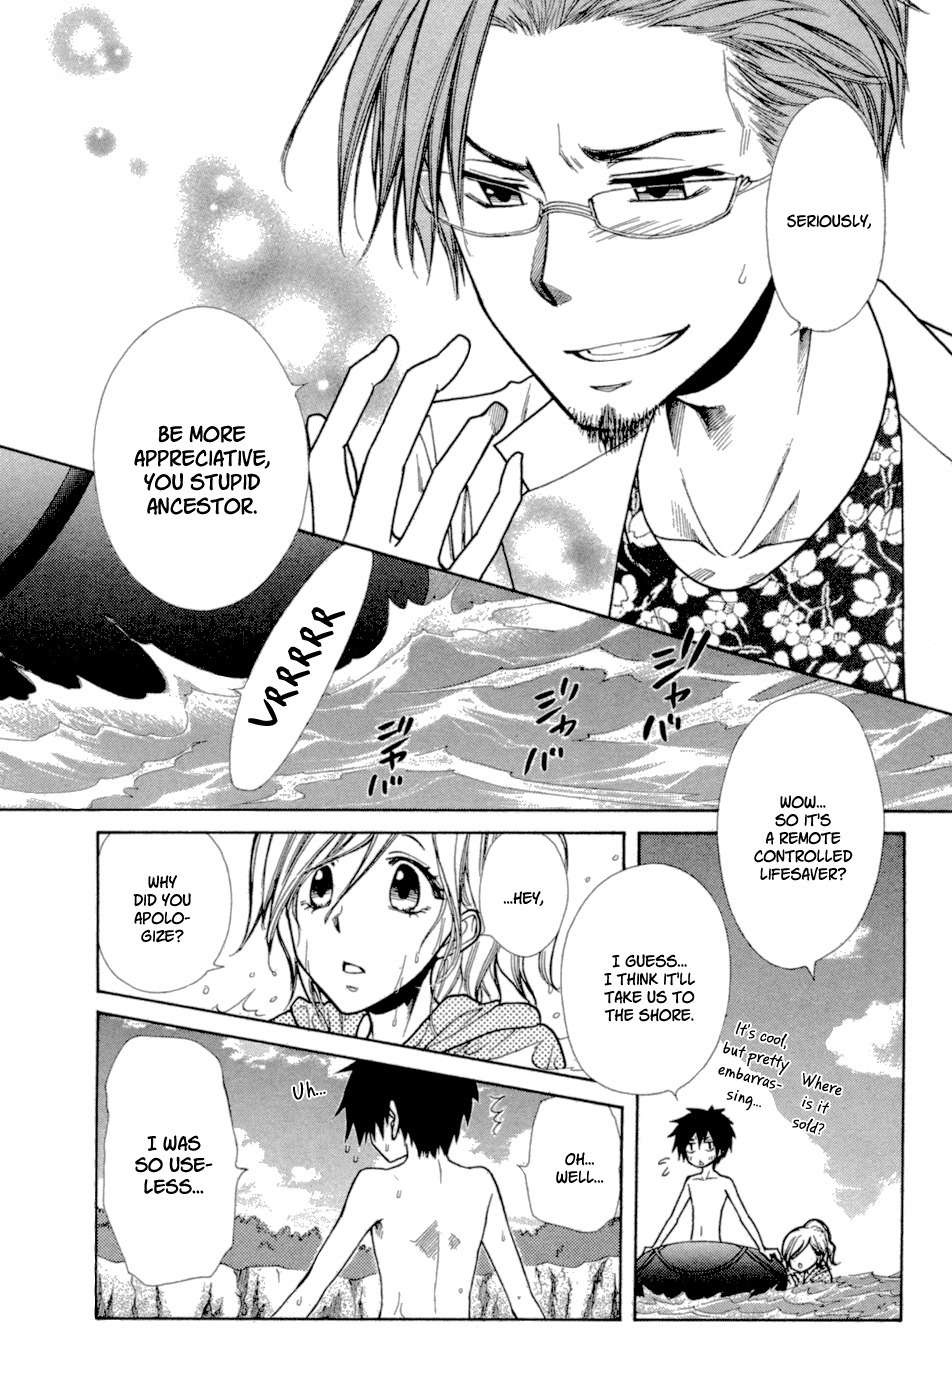 SERIOUSLY,
BE MORE
APPRECIATIVE,
YOU STUPID
ANCESTOR.
VRRRRR
ジャバ
ジャバ
ジャバ
WOW...
SO IT'S
A REMOTE
CONTROLLED
LIFESAVER?
I GUESS...
I THINK IT'LL
TAKE US TO
THE SHORE.
Where
is it
sold?
It's cool,
but pretty
embarras-
sing...
...HEY,
WHY
DID YOU
APOLO-
GIZE?
OH...
WELL...
Uh...
I WAS
SO USE-
LESS...